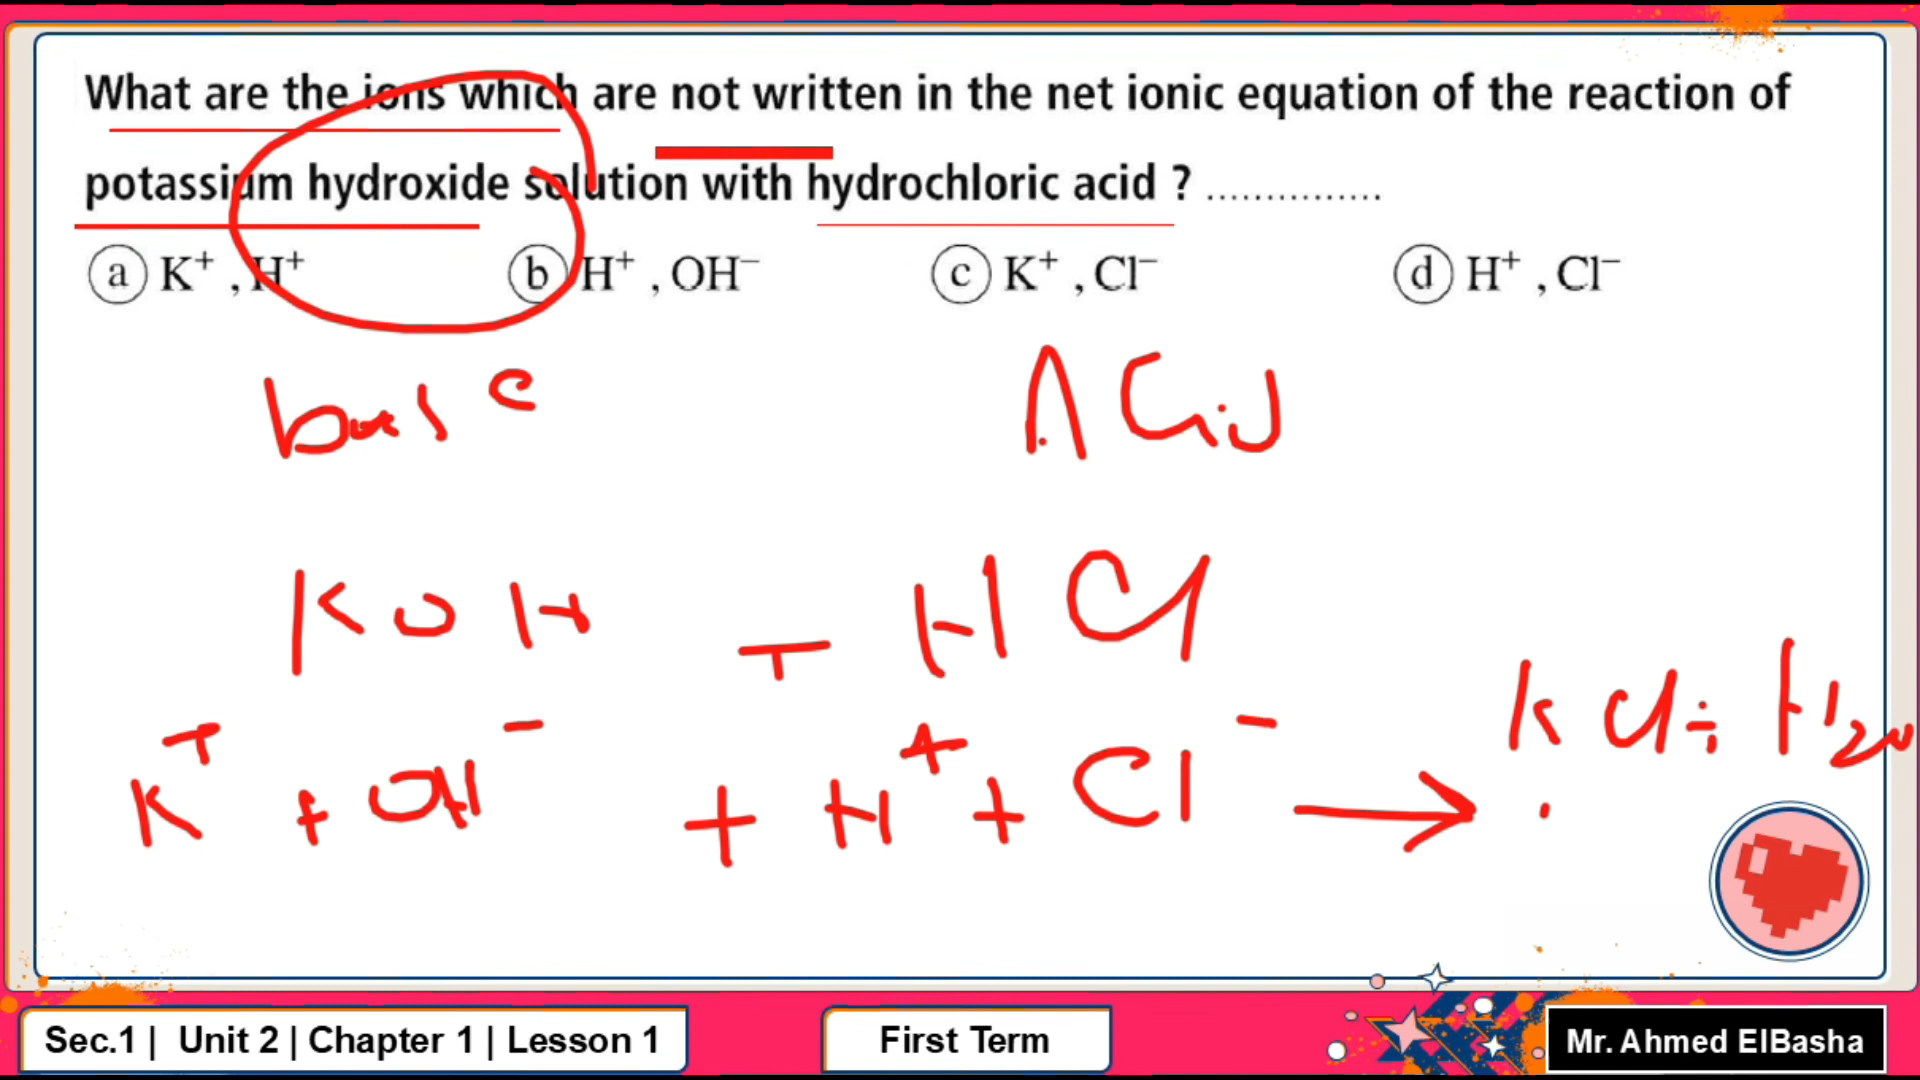 What are the ions which are not written in the net ionic equation of the reaction of
potassium hydroxide solution with hydrochloric acid ? ...............
ⓐ K⁺ , H⁺ ⓑ H⁺ , OH⁻ ⓒ K⁺ , Cl⁻ ⓓ H⁺ , Cl⁻
base Acid
KOH + HCl
K⁺ + OH⁻ + H⁺ + Cl⁻ → KCl + H₂O
Sec.1 | Unit 2 | Chapter 1 | Lesson 1
First Term
Mr. Ahmed ElBasha